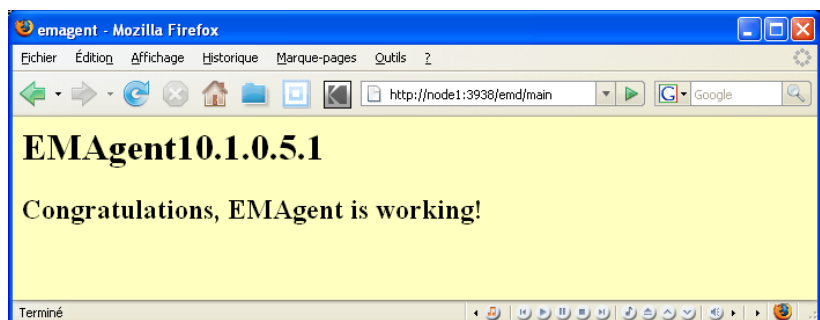 emagent - Mozilla Firefox
Fichier Édition Affichage Historique Marque-pages Outils ?
http://node1:3938/emd/main G Google
EMAgent10.1.0.5.1
Congratulations, EMAgent is working!
Terminé